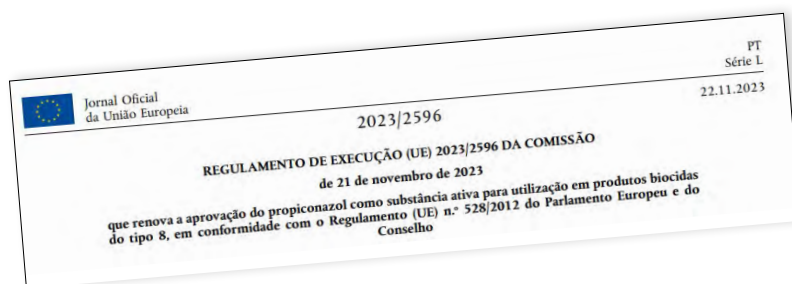 Jornal Oficial
da União Europeia
PT
Série L
2023/2596
22.11.2023
REGULAMENTO DE EXECUÇÃO (UE) 2023/2596 DA COMISSÃO
de 21 de novembro de 2023
que renova a aprovação do propiconazol como substância ativa para utilização em produtos biocidas
do tipo 8, em conformidade com o Regulamento (UE) n.º 528/2012 do Parlamento Europeu e do
Conselho